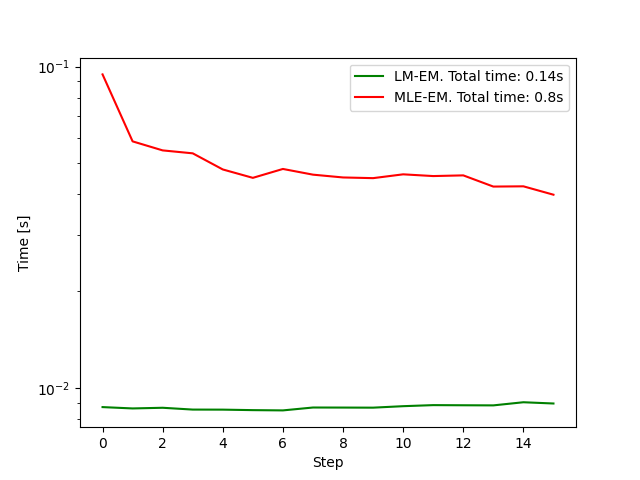 LM-EM. Total time: 0.14s
MLE-EM. Total time: 0.8s
10⁻¹
10⁻²
Time [s]
0 2 4 6 8 10 12 14
Step